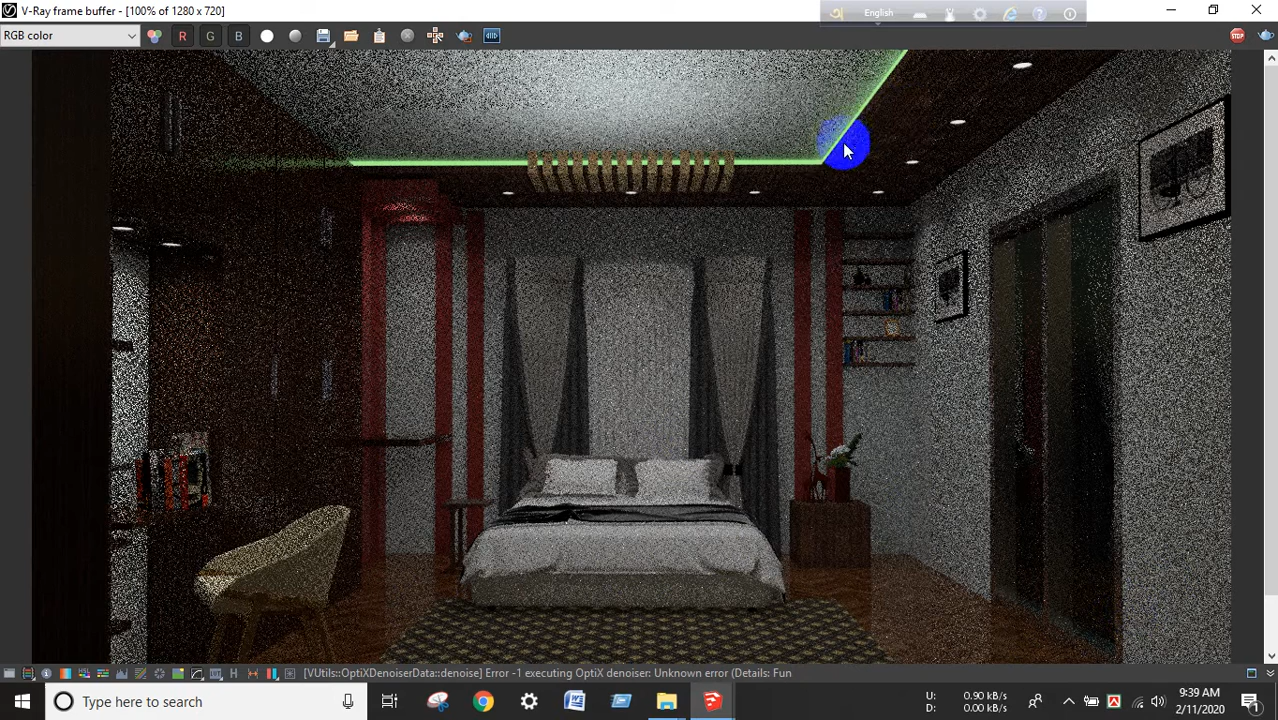 V-Ray frame buffer - [100% of 1280 x 720]
English
RGB color
R
G
B
STOP
H
[VUtils::OptiXDenoiserData::denoise] Error -1 executing OptiX denoiser: Unknown error (Details: Fun
Type here to search
U: 0.90 kB/s
D: 0.00 kB/s
9:39 AM
2/11/2020
1